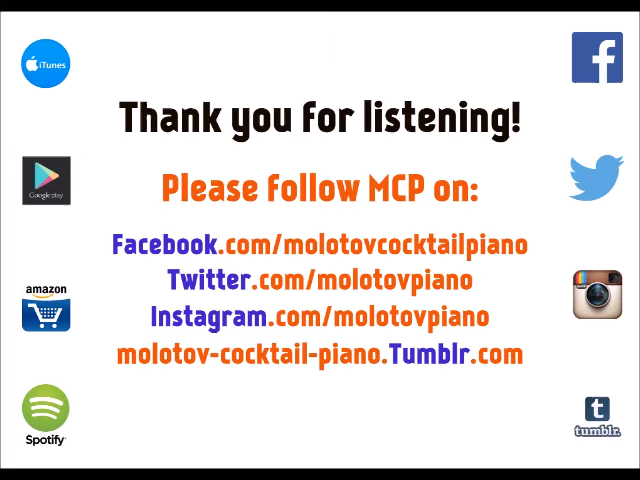 iTunes
Thank you for listening!
Google play
Please follow MCP on:
Facebook.com/molotovcocktailpiano
Twitter.com/molotovpiano
amazon
Instagram.com/molotovpiano
molotov-cocktail-piano.Tumblr.com
Spotify
t
tumblr.